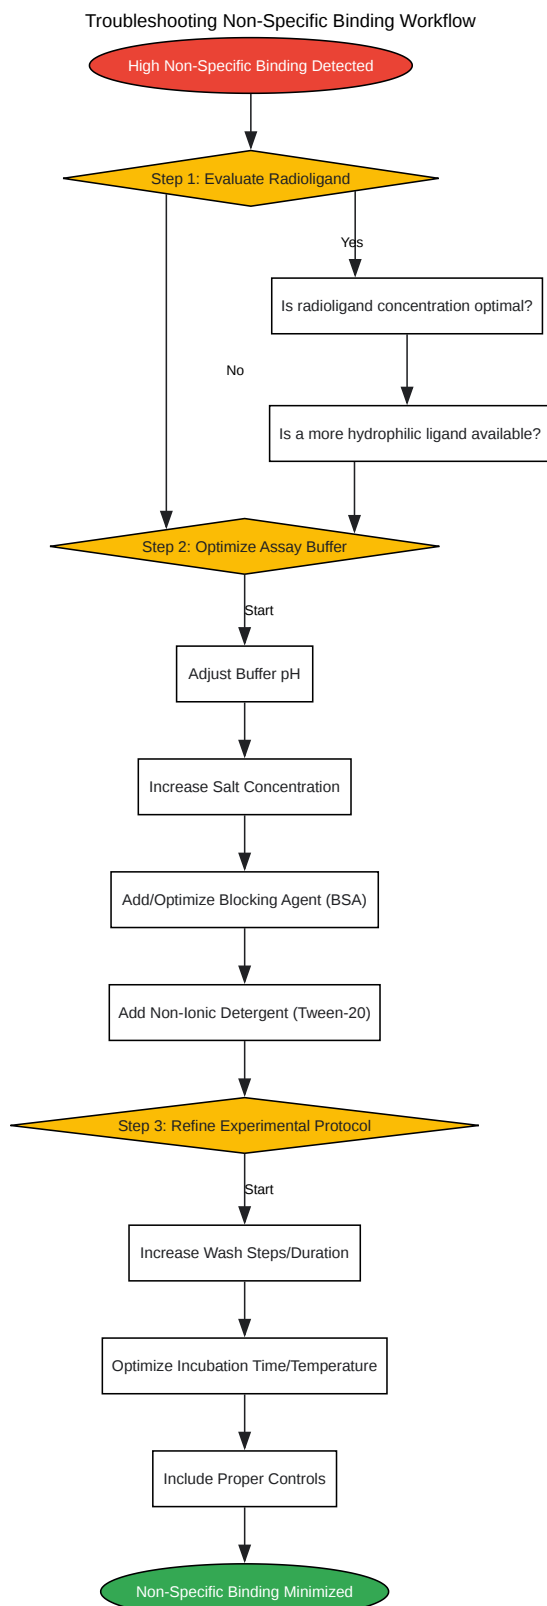 Troubleshooting Non-Specific Binding Workflow
High Non-Specific Binding Detected
Step 1: Evaluate Radioligand
Yes
Is radioligand concentration optimal?
No
Is a more hydrophilic ligand available?
Step 2: Optimize Assay Buffer
Start
Adjust Buffer pH
Increase Salt Concentration
Add/Optimize Blocking Agent (BSA)
Add Non-Ionic Detergent (Tween-20)
Step 3: Refine Experimental Protocol
Start
Increase Wash Steps/Duration
Optimize Incubation Time/Temperature
Include Proper Controls
Non-Specific Binding Minimized